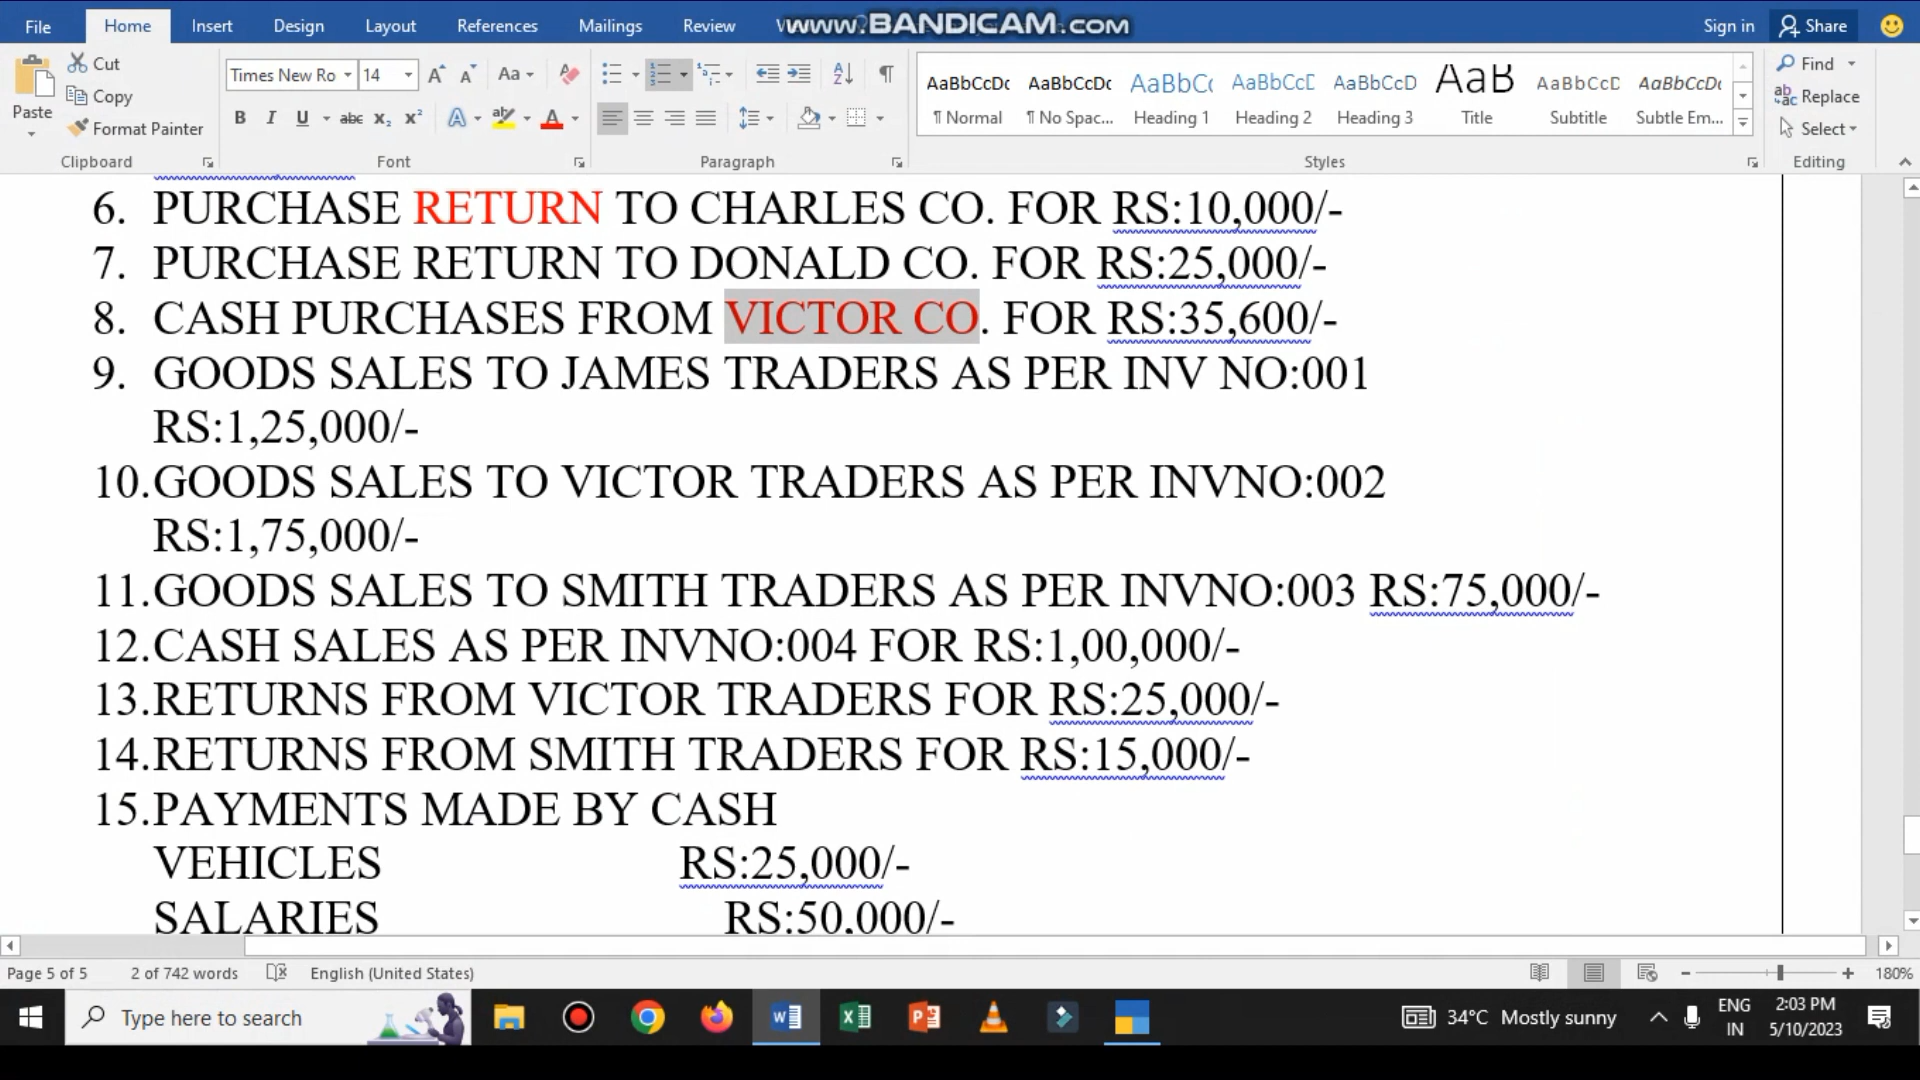 File Home Insert Design Layout References Mailings Review www.BANDICAM.com Sign in Share
Cut
Copy
Paste
Format Painter
Clipboard
Times New Ro 14
Font
Paragraph
AaBbCcDc AaBbCcDc AaBbC( AaBbCcC AaBbCcD AaB AaBbCcD AaBbCcDc
¶ Normal ¶ No Spac... Heading 1 Heading 2 Heading 3 Title Subtitle Subtle Em...
Styles
Find
Replace
Select
Editing
6. PURCHASE RETURN TO CHARLES CO. FOR RS:10,000/-
7. PURCHASE RETURN TO DONALD CO. FOR RS:25,000/-
8. CASH PURCHASES FROM VICTOR CO. FOR RS:35,600/-
9. GOODS SALES TO JAMES TRADERS AS PER INV NO:001
RS:1,25,000/-
10.GOODS SALES TO VICTOR TRADERS AS PER INVNO:002
RS:1,75,000/-
11.GOODS SALES TO SMITH TRADERS AS PER INVNO:003 RS:75,000/-
12.CASH SALES AS PER INVNO:004 FOR RS:1,00,000/-
13.RETURNS FROM VICTOR TRADERS FOR RS:25,000/-
14.RETURNS FROM SMITH TRADERS FOR RS:15,000/-
15.PAYMENTS MADE BY CASH
VEHICLES RS:25,000/-
SALARIES RS:50,000/-
Page 5 of 5 2 of 742 words English (United States) 180%
Type here to search 34°C Mostly sunny ENG IN 2:03 PM 5/10/2023